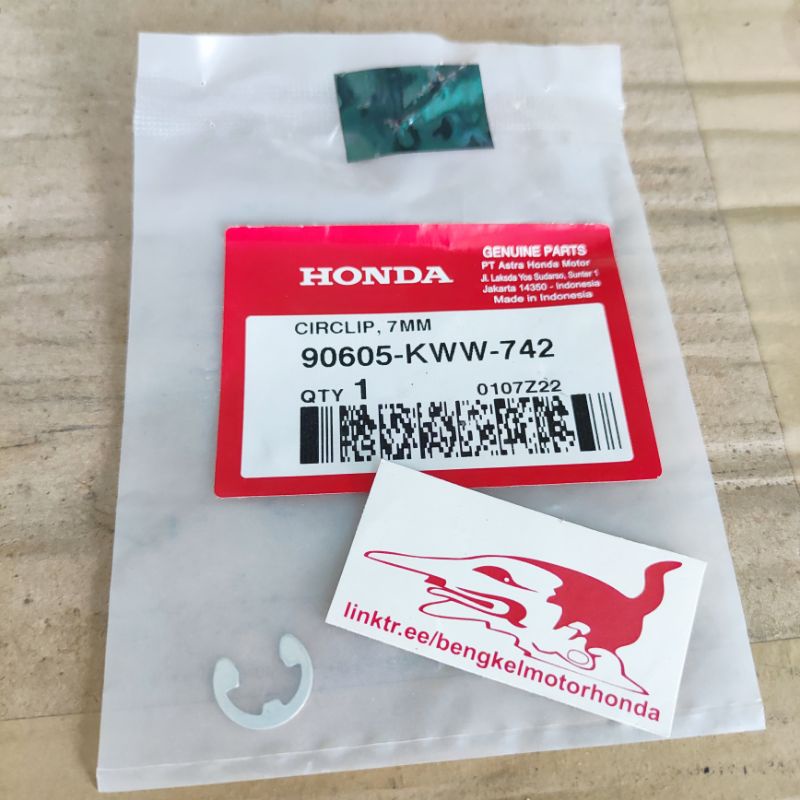 HONDA
GENUINE PARTS
PT Astra Honda Motor
Jl. Laksda Yos Sudarso, Sunter 1
Jakarta 14350 - Indonesia
Made in Indonesia
CIRCLIP, 7MM
90605-KWW-742
QTY 1
0107Z22
linktr.ee/bengkelmotorhonda